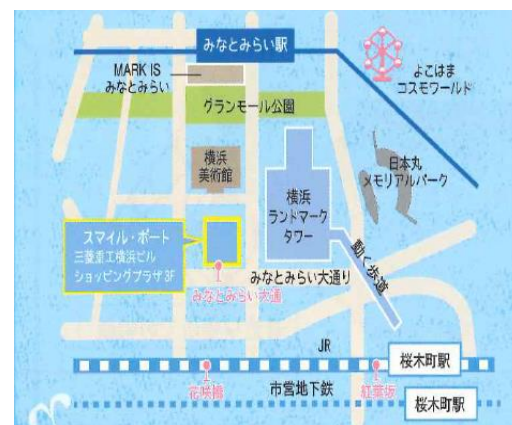 みなとみらい駅
MARK IS
みなとみらい
よこはま
コスモワールド
グランモール公園
横浜
美術館
横浜
ランドマーク
タワー
日本丸
メモリアルパーク
スマイル・ポート
三菱重工横浜ビル
ショッピングプラザ3F
動く歩道
みなとみらい大通り
みなとみらい大通
JR
桜木町駅
花咲橋
市営地下鉄
紅葉坂
桜木町駅